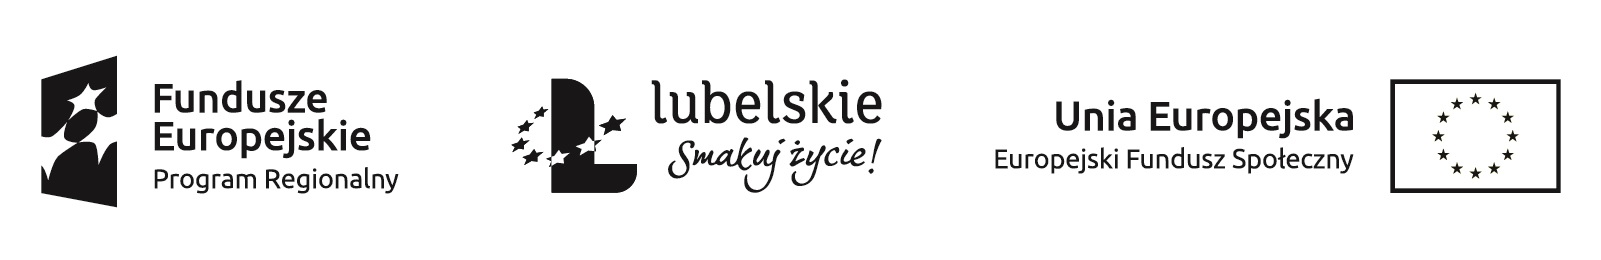 Fundusze
Europejskie
Program Regionalny
lubelskie
Smakuj życie!
Unia Europejska
Europejski Fundusz Społeczny